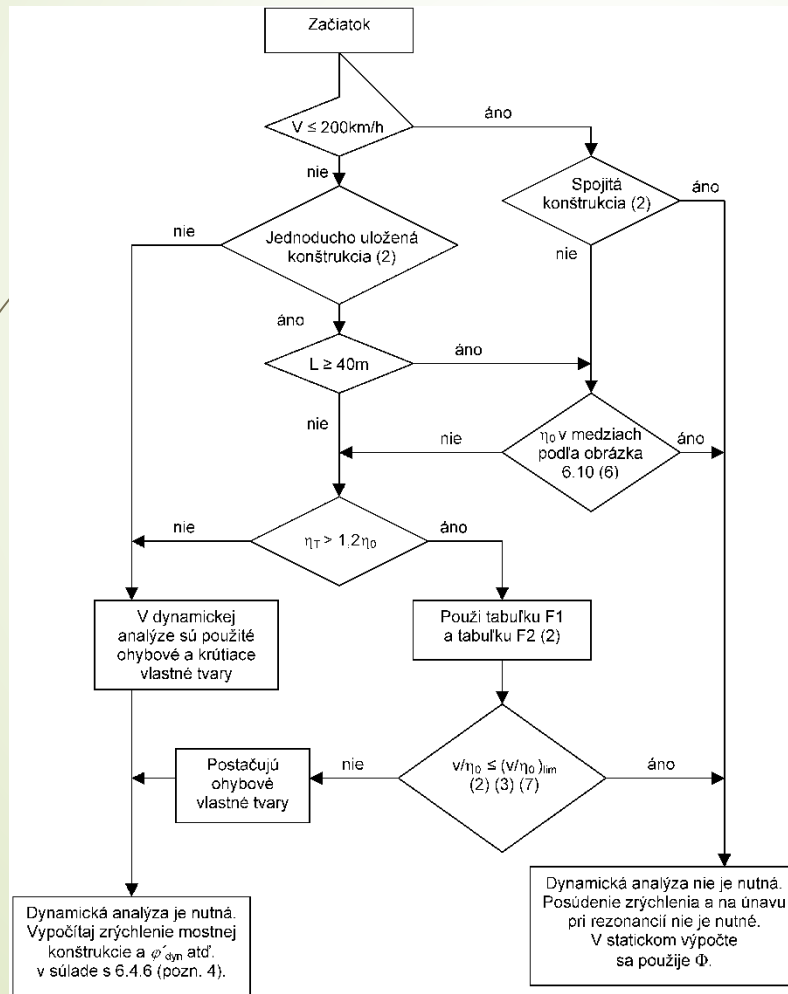 Začiatok
V ≤ 200km/h
áno
nie
Spojitá
konštrukcia (2)
áno
nie
Jednoducho uložená
konštrukcia (2)
nie
áno
L ≥ 40m
áno
nie
η0 v medziach
podľa obrázka
6.10 (6)
nie
áno
ηT > 1,2η0
nie
áno
V dynamickej
analýze sú použité
ohybové a krútiace
vlastné tvary
Použi tabuľku F1
a tabuľku F2 (2)
v/η0 ≤ (v/η0)lim
(2) (3) (7)
nie
áno
Postačujú
ohybové
vlastné tvary
Dynamická analýza je nutná.
Vypočítaj zrýchlenie mostnej
konštrukcie a φ´dyn atď.
v súlade s 6.4.6 (pozn. 4).
Dynamická analýza nie je nutná.
Posúdenie zrýchlenia a na únavu
pri rezonancií nie je nutné.
V statickom výpočte
sa použije Φ.